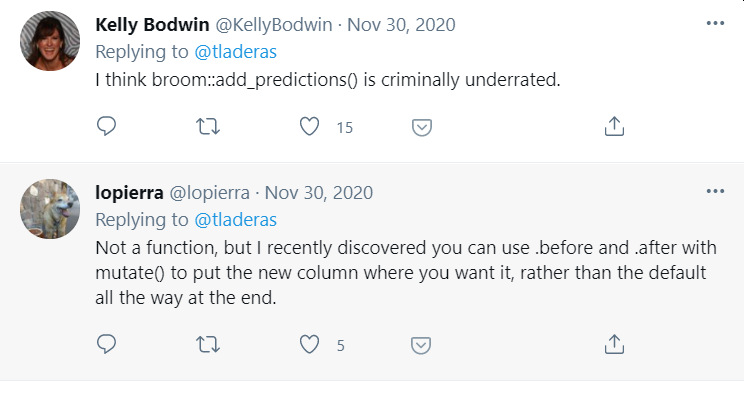 Kelly Bodwin @KellyBodwin · Nov 30, 2020
Replying to @tladeras
I think broom::add_predictions() is criminally underrated.
15
lopierra @lopierra · Nov 30, 2020
Replying to @tladeras
Not a function, but I recently discovered you can use .before and .after with
mutate() to put the new column where you want it, rather than the default
all the way at the end.
5